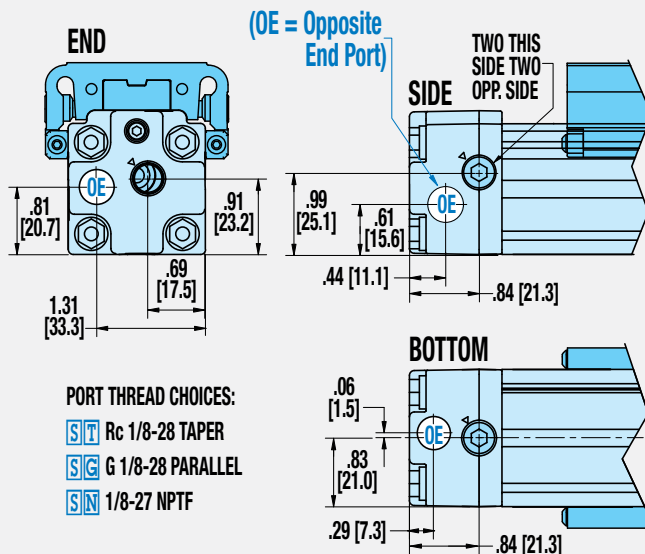 END
OE
.81
[20.7]
.91
[23.2]
.69
[17.5]
1.31
[33.3]
(OE = Opposite
End Port)
SIDE
TWO THIS
SIDE TWO
OPP. SIDE
OE
.99
[25.1]
.61
[15.6]
.44 [11.1]
.84 [21.3]
BOTTOM
.06
[1.5]
OE
.83
[21.0]
.29 [7.3]
.84 [21.3]
PORT THREAD CHOICES:
ST Rc 1/8-28 TAPER
SG G 1/8-28 PARALLEL
SN 1/8-27 NPTF